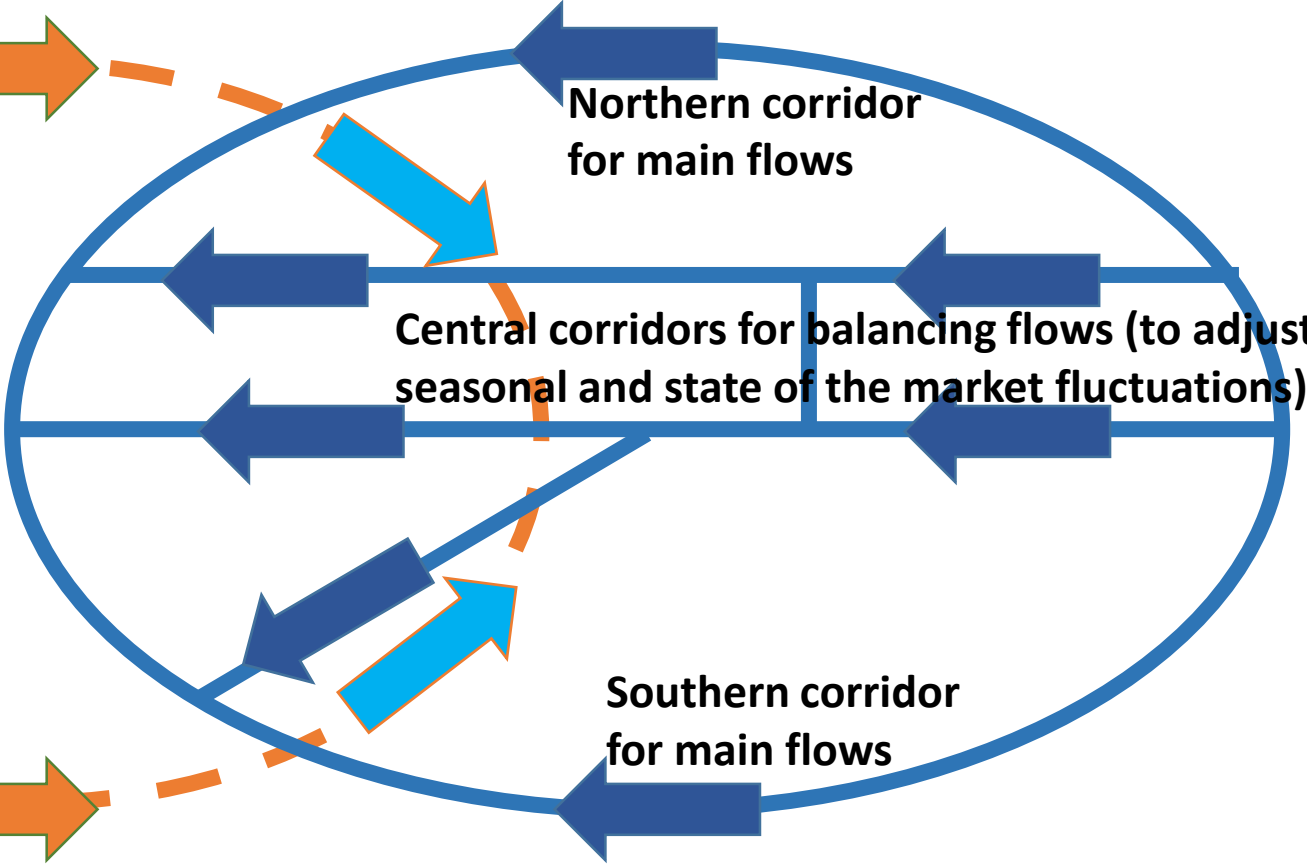 Northern corridor
for main flows
Central corridors for balancing flows (to adjust
seasonal and state of the market fluctuations)
Southern corridor
for main flows